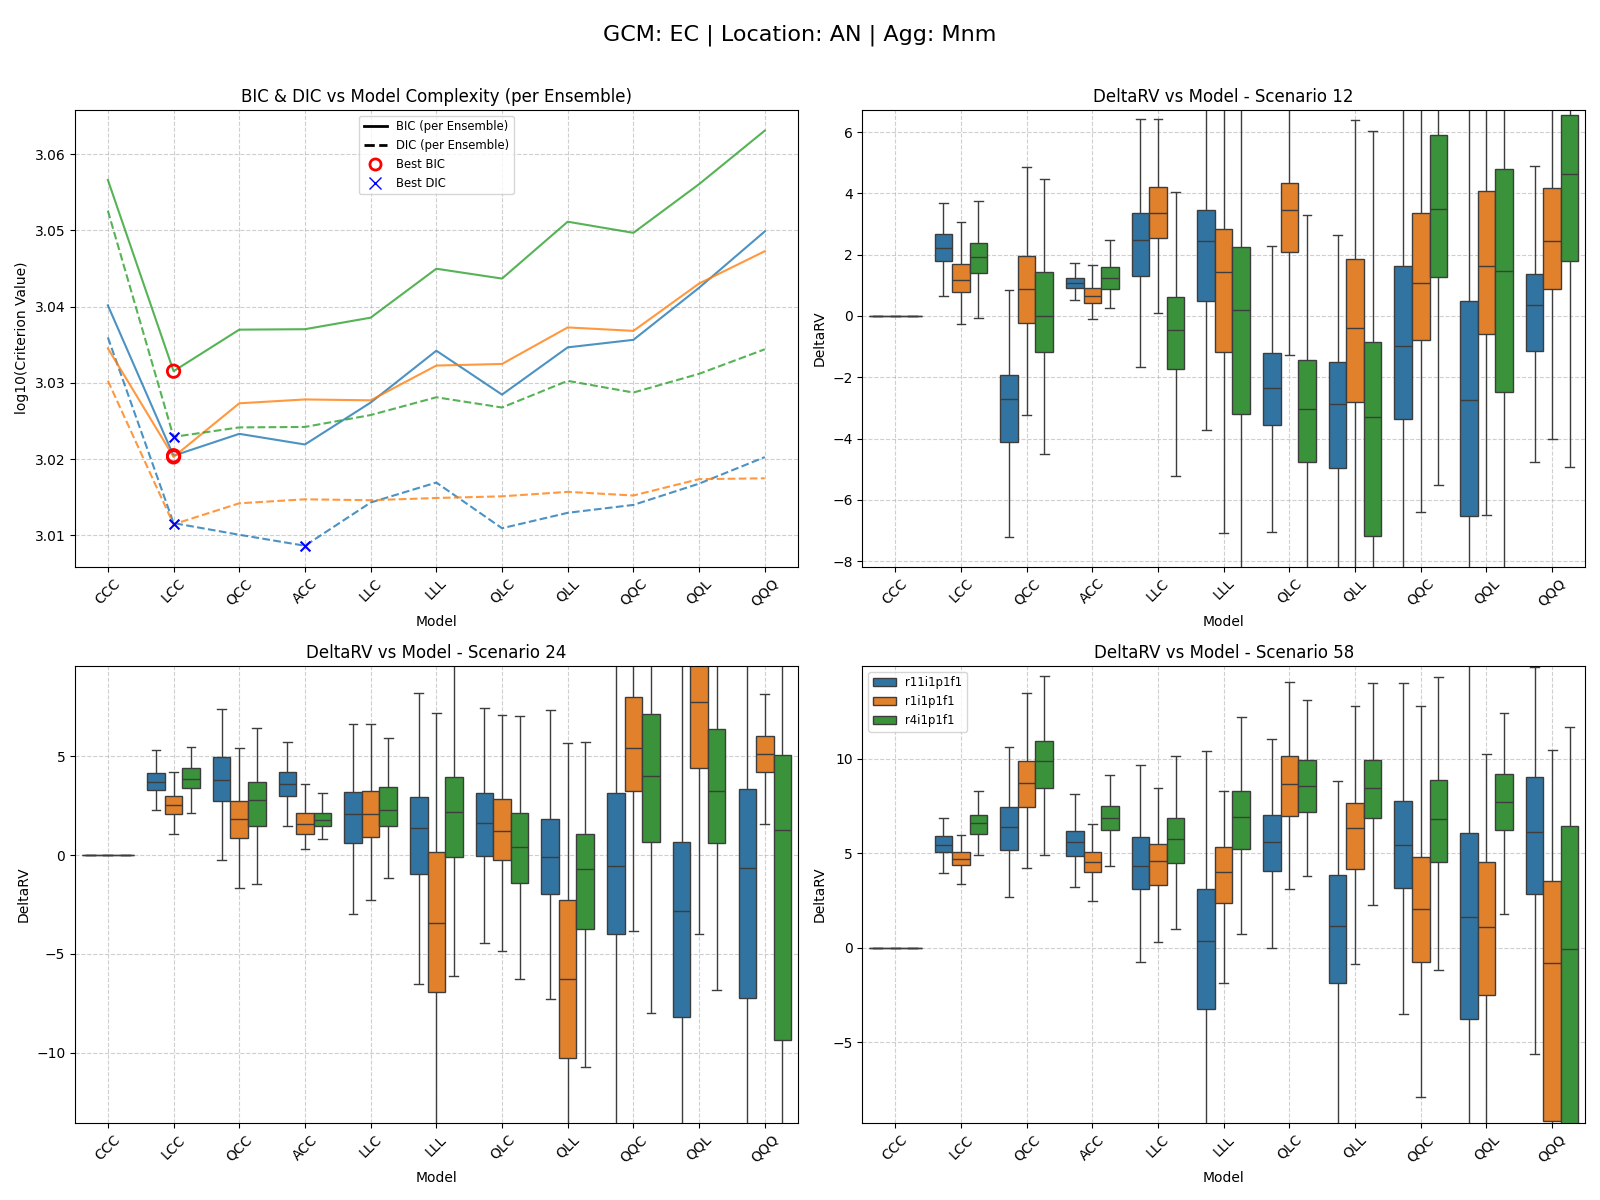 GCM: EC | Location: AN | Agg: Mnm
BIC & DIC vs Model Complexity (per Ensemble)
log10(Criterion Value)
3.06
3.05
3.04
3.03
3.02
3.01
BIC (per Ensemble)
DIC (per Ensemble)
Best BIC
Best DIC
CCC LCC QCC ACC LLC LLL QLC QLL QQC QQL QQQ
Model
DeltaRV vs Model - Scenario 12
DeltaRV
6
4
2
0
−2
−4
−6
−8
CCC LCC QCC ACC LLC LLL QLC QLL QQC QQL QQQ
Model
DeltaRV vs Model - Scenario 24
DeltaRV
5
0
−5
−10
CCC LCC QCC ACC LLC LLL QLC QLL QQC QQL QQQ
Model
DeltaRV vs Model - Scenario 58
DeltaRV
r11i1p1f1
r1i1p1f1
r4i1p1f1
10
5
0
−5
CCC LCC QCC ACC LLC LLL QLC QLL QQC QQL QQQ
Model